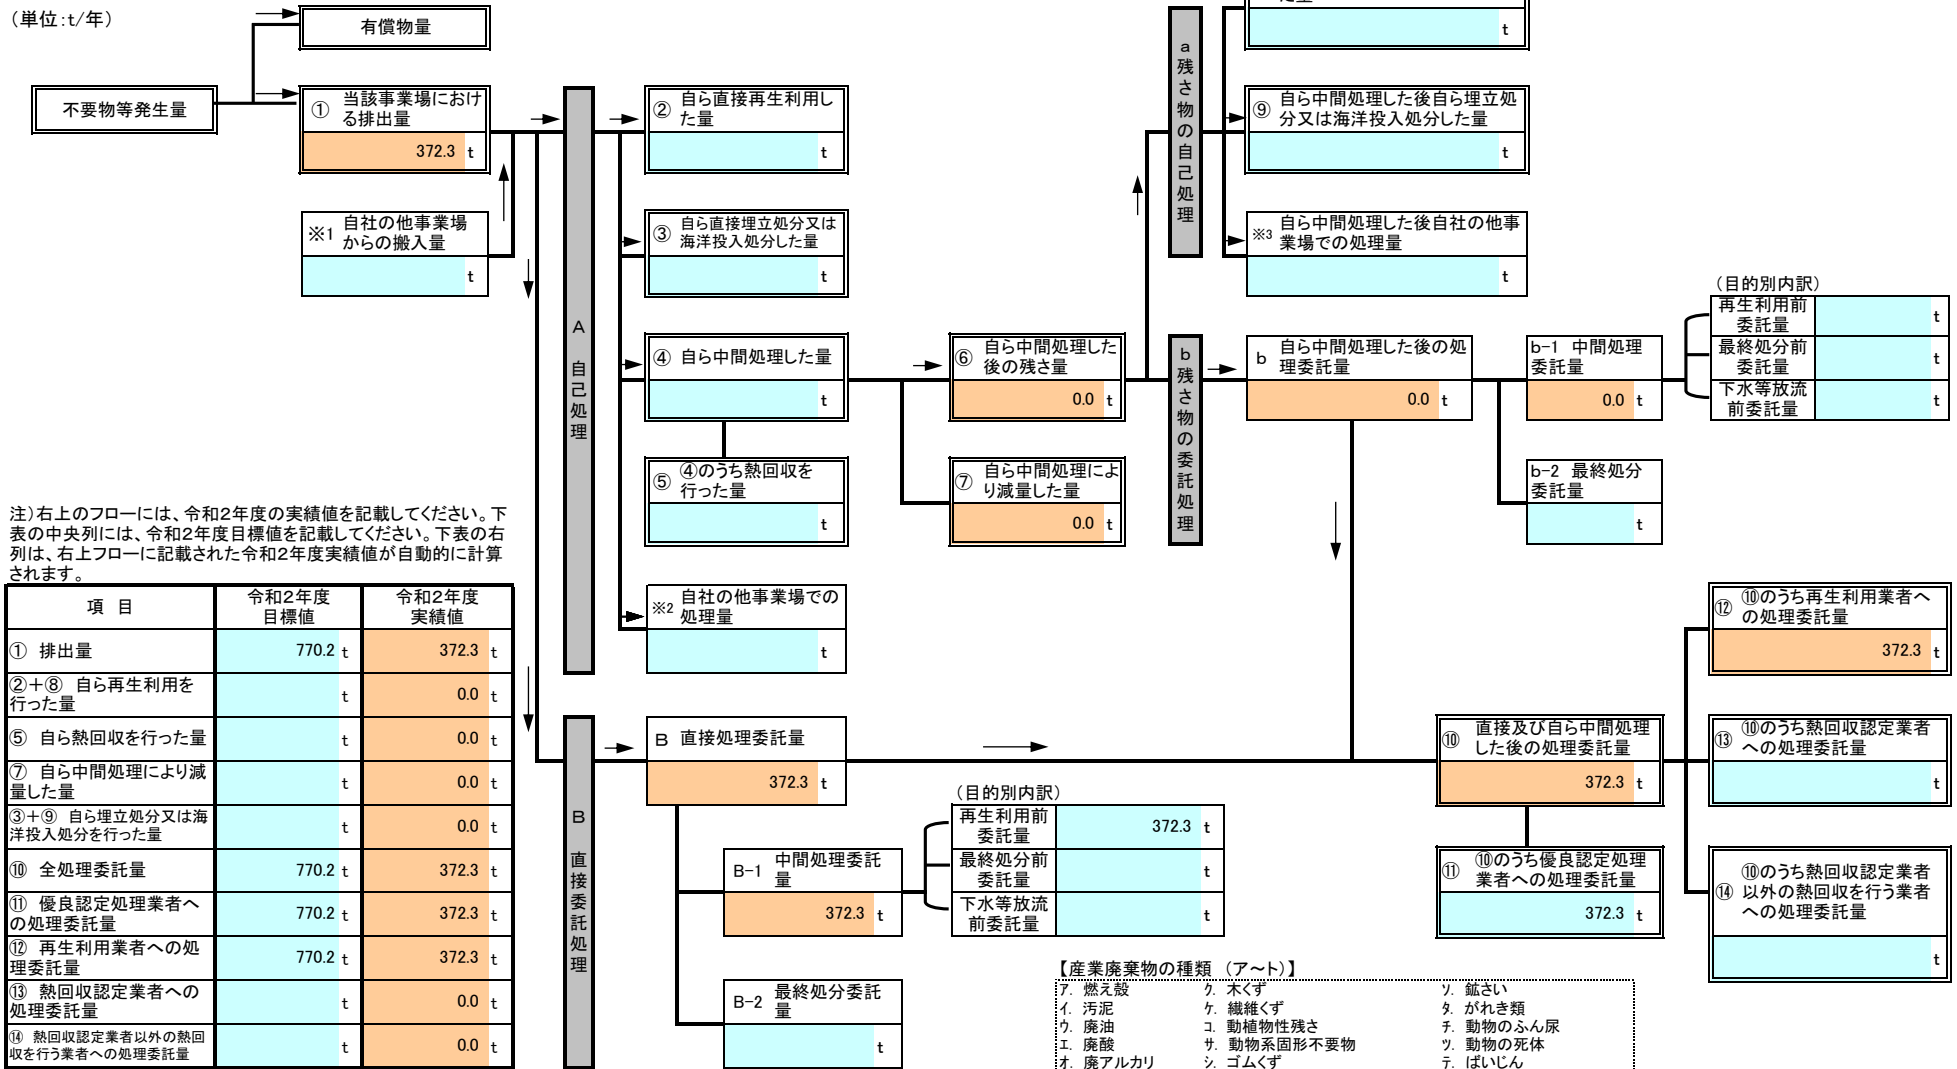 (単位:t/年)
有償物量
不要物等発生量
① 当該事業場におけ
る排出量
372.3 t
※1 自社の他事業場
からの搬入量
t
A 自己処理
② 自ら直接再生利用し
た量
t
③ 自ら直接埋立処分又は
海洋投入処分した量
t
④ 自ら中間処理した量
t
⑤ ④のうち熱回収を
行った量
t
※2 自社の他事業場での
処理量
t
⑥ 自ら中間処理した
後の残さ量
0.0 t
⑦ 自ら中間処理によ
り減量した量
0.0 t
a 残さ物の自己処理
t
⑨ 自ら中間処理した後自ら埋立処
分又は海洋投入処分した量
t
※3 自ら中間処理した後自社の他事
業場での処理量
t
b 残さ物の委託処理
b 自ら中間処理した後の処
理委託量
0.0 t
b-1 中間処理
委託量
0.0 t
(目的別内訳)
再生利用前
委託量
t
最終処分前
委託量
t
下水等放流
前委託量
t
b-2 最終処分
委託量
t
注)右上のフローには、令和2年度の実績値を記載してください。下
表の中央列には、令和2年度目標値を記載してください。下表の右
列は、右上フローに記載された令和2年度実績値が自動的に計算
されます。
項 目 令和2年度 目標値 令和2年度 実績値
① 排出量 770.2 t 372.3 t
②+⑧ 自ら再生利用を
行った量 t 0.0 t
⑤ 自ら熱回収を行った量 t 0.0 t
⑦ 自ら中間処理により減
量した量 t 0.0 t
③+⑨ 自ら埋立処分又は海
洋投入処分を行った量 t 0.0 t
⑩ 全処理委託量 770.2 t 372.3 t
⑪ 優良認定処理業者へ
の処理委託量 770.2 t 372.3 t
⑫ 再生利用業者への処
理委託量 770.2 t 372.3 t
⑬ 熱回収認定業者への
処理委託量 t 0.0 t
⑭ 熱回収認定業者以外の熱回
収を行う業者への処理委託量 t 0.0 t
B 直接委託処理
B 直接処理委託量
372.3 t
B-1 中間処理委託
量
372.3 t
(目的別内訳)
再生利用前
委託量
372.3 t
最終処分前
委託量
t
下水等放流
前委託量
t
B-2 最終処分委託
量
t
⑩ 直接及び自ら中間処理
した後の処理委託量
372.3 t
⑪ ⑩のうち優良認定処理
業者への処理委託量
372.3 t
⑫ ⑩のうち再生利用業者へ
の処理委託量
372.3 t
⑬ ⑩のうち熱回収認定業者
への処理委託量
t
⑭ ⑩のうち熱回収認定業者
以外の熱回収を行う業者
への処理委託量
t
【産業廃棄物の種類 (ア~ト)】
ア. 燃え殻 ク. 木くず ソ. 鉱さい
イ. 汚泥 ケ. 繊維くず タ. がれき類
ウ. 廃油 コ. 動植物性残さ チ. 動物のふん尿
エ. 廃酸 サ. 動物系固形不要物 ツ. 動物の死体
オ. 廃アルカリ シ. ゴムくず テ. ばいじん